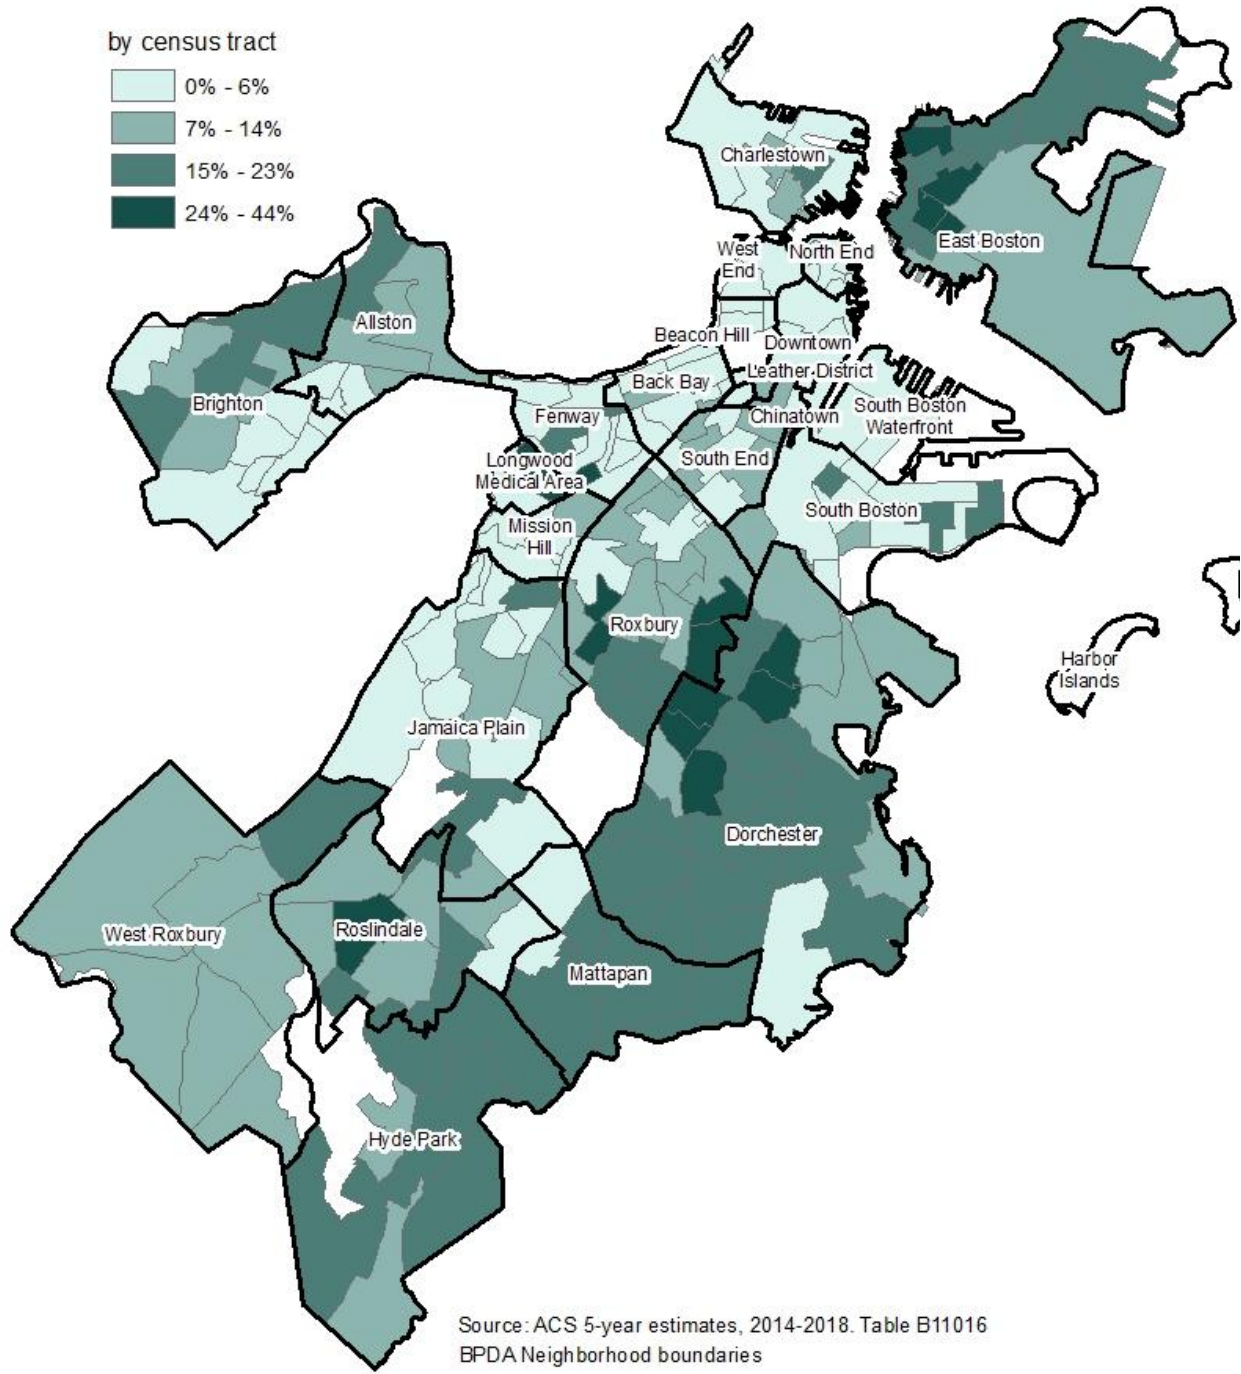 by census tract
0% - 6%
7% - 14%
15% - 23%
24% - 44%
Charlestown
East Boston
West
End
North End
Allston
Beacon Hill
Downtown
Back Bay
Leather District
Brighton
Fenway
Chinatown
South Boston
Waterfront
South End
Longwood
Medical Area
South Boston
Mission
Hill
Roxbury
Harbor
Islands
Jamaica Plain
Dorchester
West Roxbury
Roslindale
Mattapan
Hyde Park
Source: ACS 5-year estimates, 2014-2018. Table B11016
BPDA Neighborhood boundaries